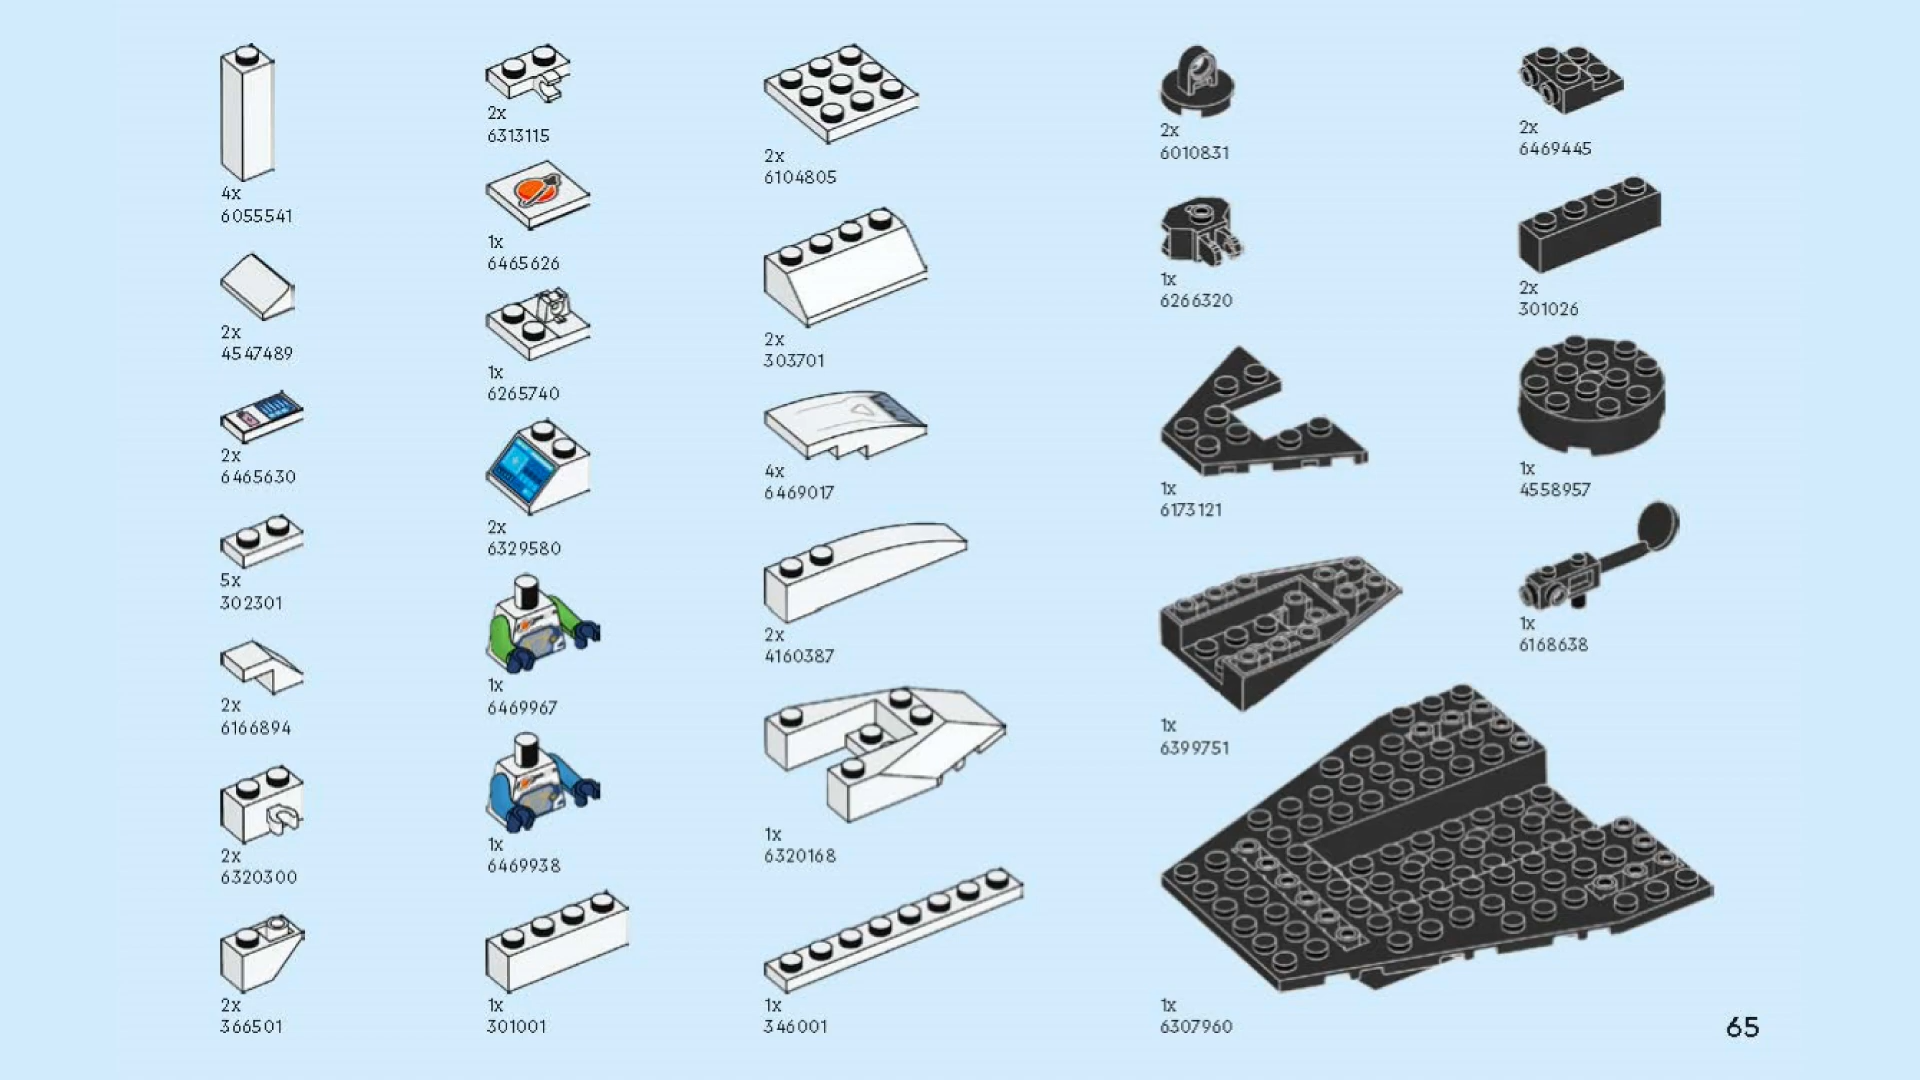 4x
6055541
2x
4547489
2x
6465630
5x
302301
2x
6166894
2x
6320300
2x
366501
2x
6313115
1x
6465626
1x
6265740
2x
6329580
1x
6469967
1x
6469938
1x
301001
2x
6104805
2x
303701
4x
6469017
2x
4160387
1x
6320168
1x
346001
2x
6010831
1x
6266320
1x
6173121
1x
6399751
1x
6307960
2x
6469445
2x
301026
1x
4558957
1x
6168638
65